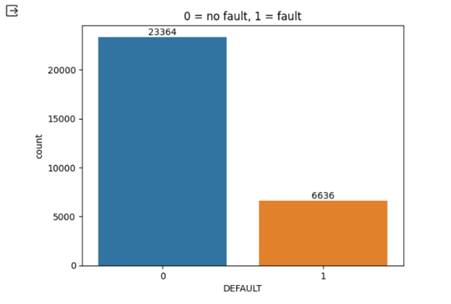 0 = no fault, 1 = fault
23364
20000
15000
count
10000
6636
5000
0
0 1
DEFAULT